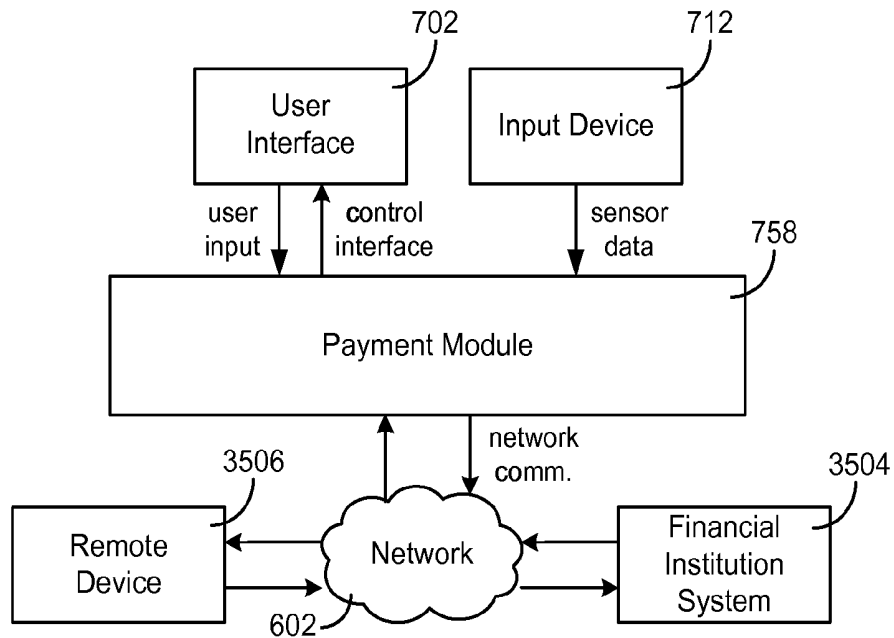 702
712
User
Interface
Input Device
user
input
control
interface
sensor
data
758
Payment Module
network
comm.
3506
3504
Remote
Device
Network
Financial
Institution
System
602